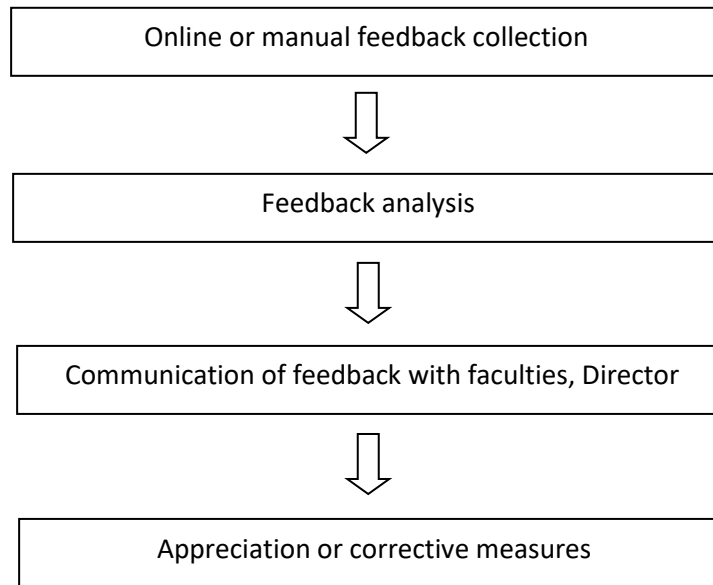 Online or manual feedback collection
Feedback analysis
Communication of feedback with faculties, Director
Appreciation or corrective measures